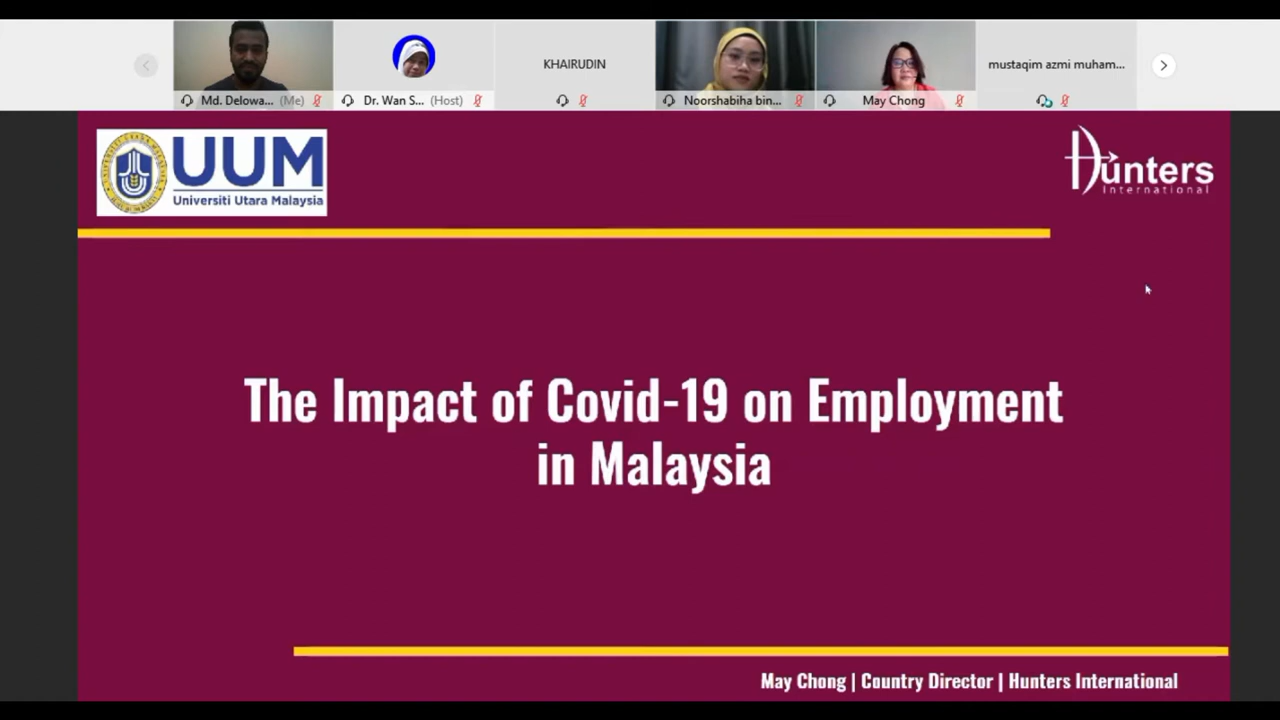 Md. Delowa... (Me)
Dr. Wan S... (Host)
KHAIRUDIN
Noorshabiha bin...
May Chong
mustaqim azmi muham...
UUM
Universiti Utara Malaysia
Hunters
International
The Impact of Covid-19 on Employment
in Malaysia
May Chong | Country Director | Hunters International